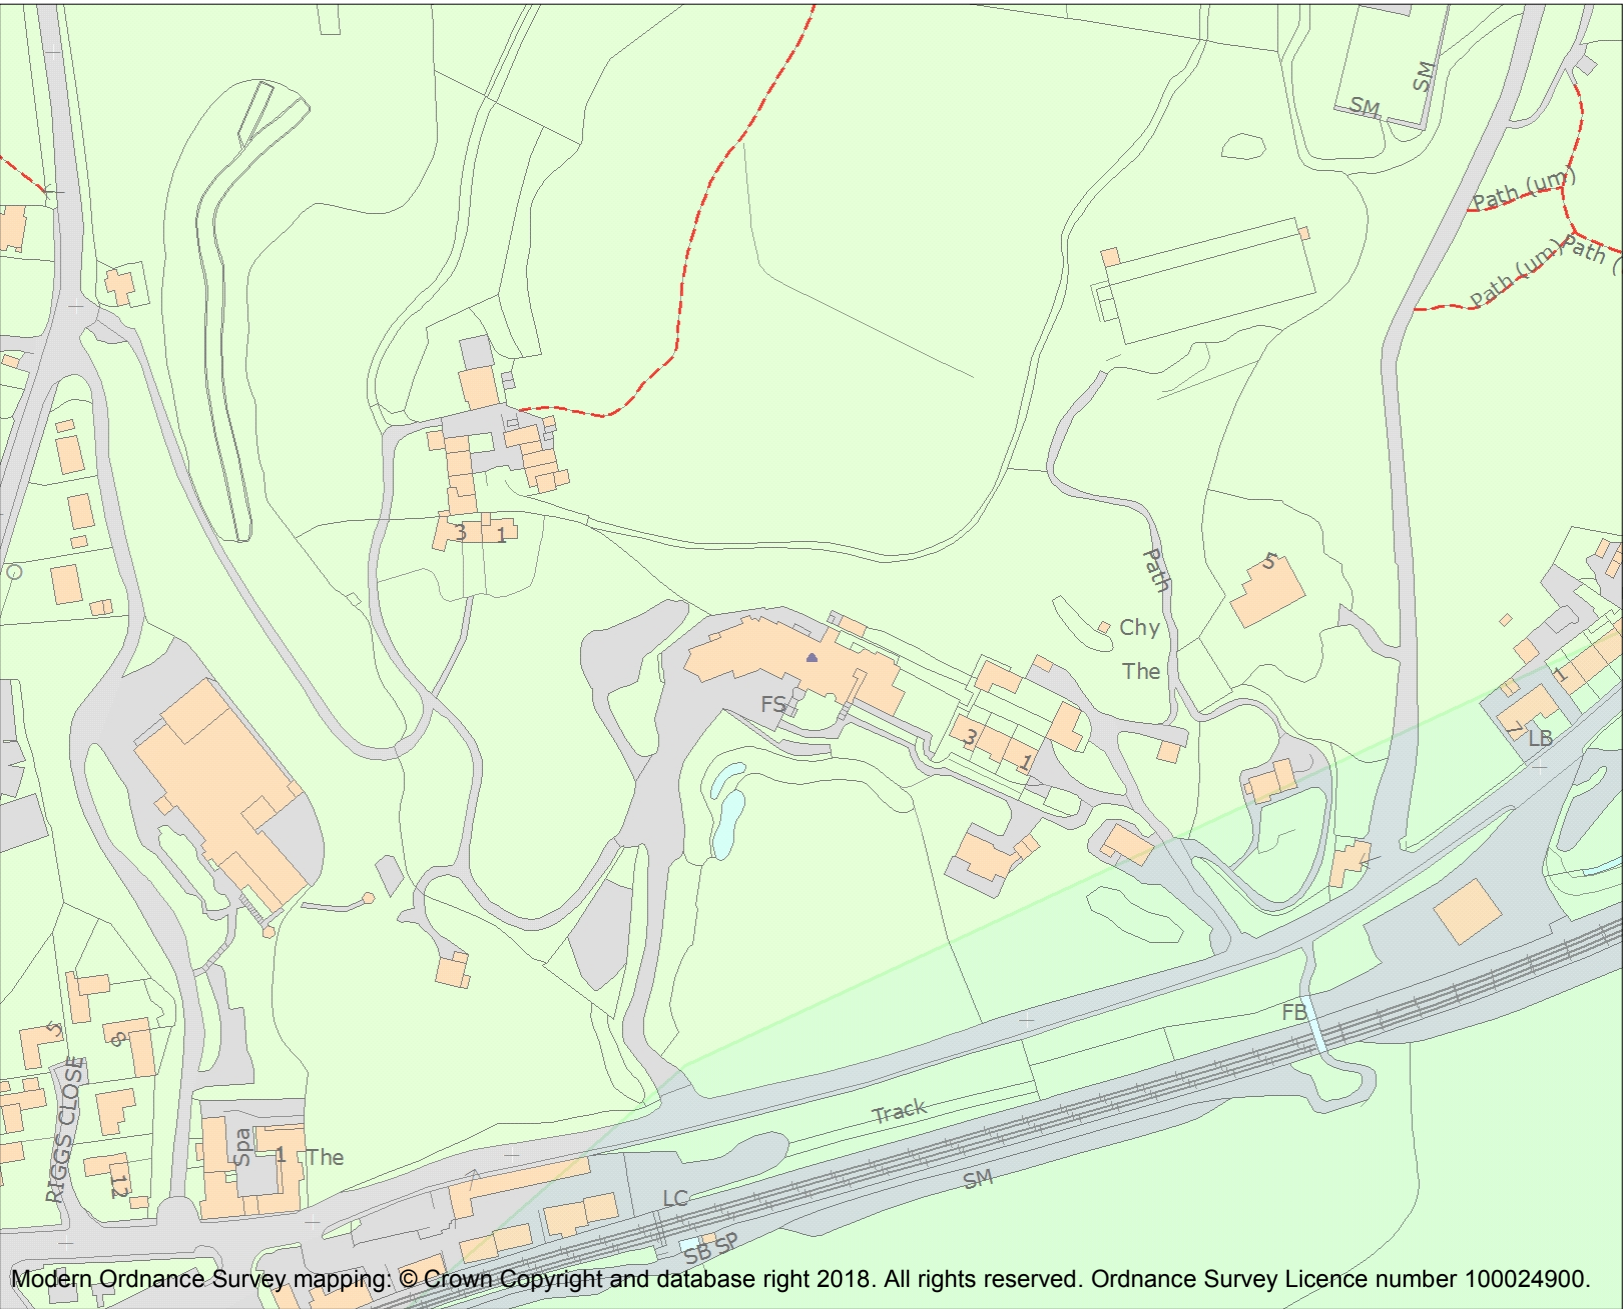 SM
SM
Path (um)
Path (um)
Path (
3
1
Path
5
Chy
The
FS
3
1
1
7
LB
FB
5
8
RIGGS CLOSE
Track
Spa
1
The
12
SM
LC
SB
SP
Modern Ordnance Survey mapping: © Crown Copyright and database right 2018. All rights reserved. Ordnance Survey Licence number 100024900.